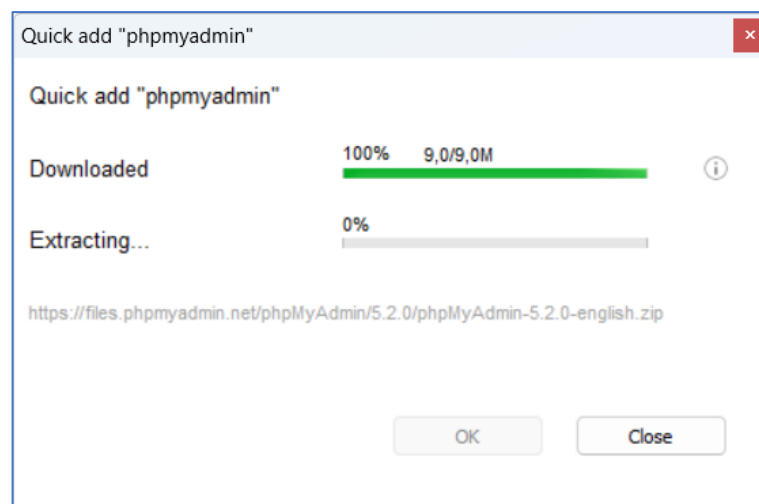 Quick add "phpmyadmin"
Quick add "phpmyadmin"
100% 9,0/9,0M
Downloaded
0%
Extracting...
https://files.phpmyadmin.net/phpMyAdmin/5.2.0/phpMyAdmin-5.2.0-english.zip
OK Close